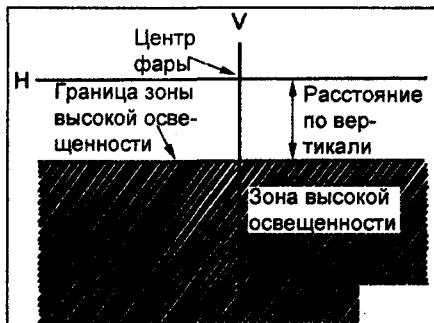 V
Центр
фары
H
Граница зоны
высокой осве-
щенности
Расстояние
по вер-
тикали
Зона высокой
освещенности